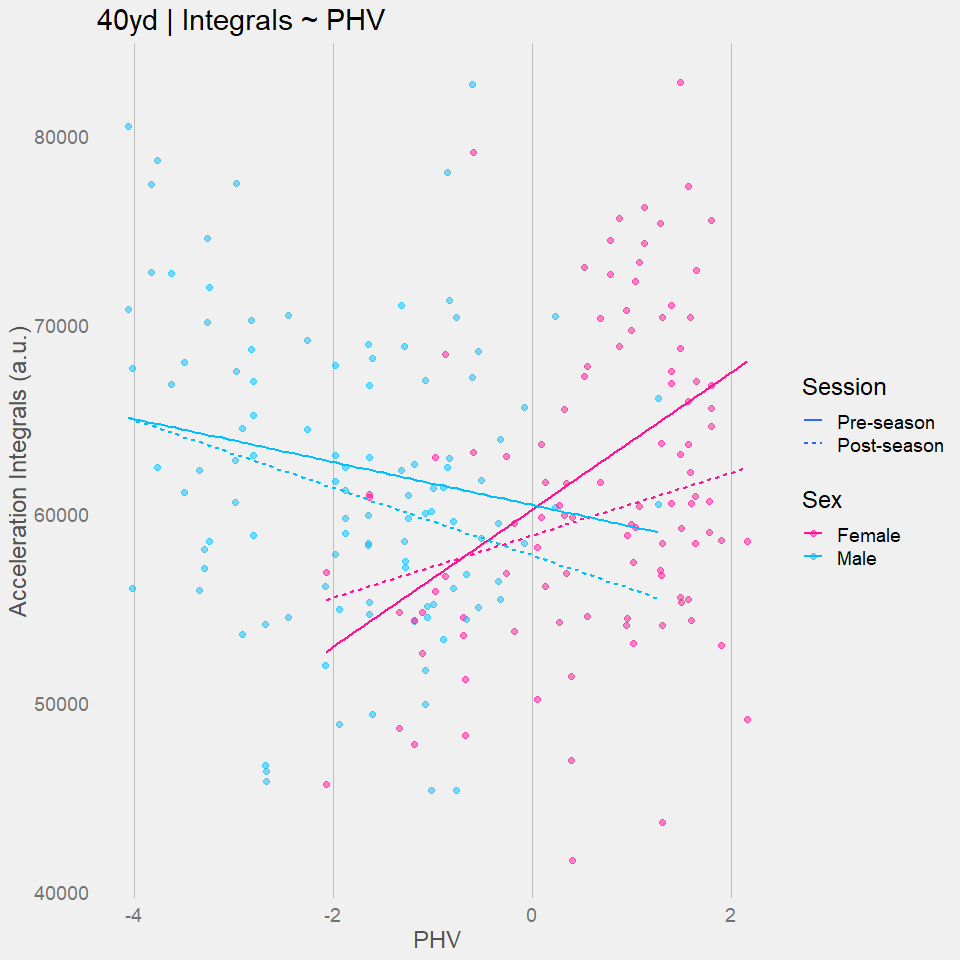 40yd | Integrals ~ PHV
Acceleration Integrals (a.u.)
80000
70000
60000
50000
40000
-4
-2
0
2
PHV
Session
Pre-season
Post-season
Sex
Female
Male